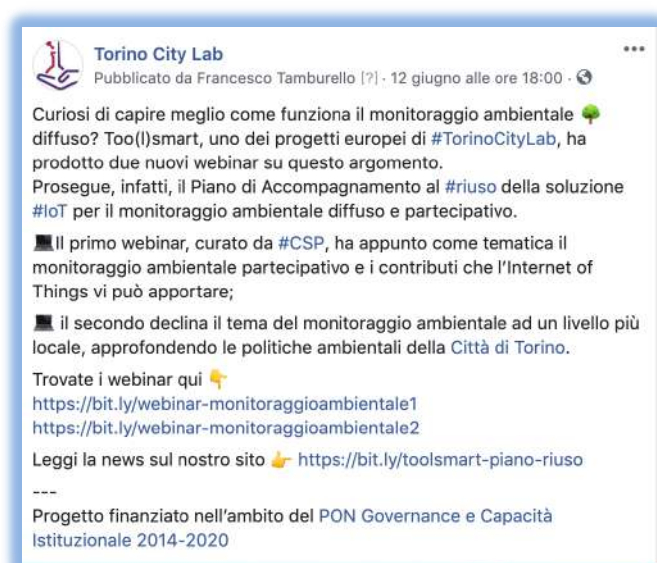 Torino City Lab
Pubblicato da Francesco Tamburello [?] · 12 giugno alle ore 18:00 ·
Curiosi di capire meglio come funziona il monitoraggio ambientale 🌳
diffuso? Too(l)smart, uno dei progetti europei di #TorinoCityLab, ha
prodotto due nuovi webinar su questo argomento.
Prosegue, infatti, il Piano di Accompagnamento al #riuso della soluzione
#IoT per il monitoraggio ambientale diffuso e partecipativo.
💻Il primo webinar, curato da #CSP, ha appunto come tematica il
monitoraggio ambientale partecipativo e i contributi che l'Internet of
Things vi può apportare;
💻 il secondo declina il tema del monitoraggio ambientale ad un livello più
locale, approfondendo le politiche ambientali della Città di Torino.
Trovate i webinar qui 👇
https://bit.ly/webinar-monitoraggioambientale1
https://bit.ly/webinar-monitoraggioambientale2
Leggi la news sul nostro sito 👉 https://bit.ly/toolsmart-piano-riuso
---
Progetto finanziato nell'ambito del PON Governance e Capacità
Istituzionale 2014-2020